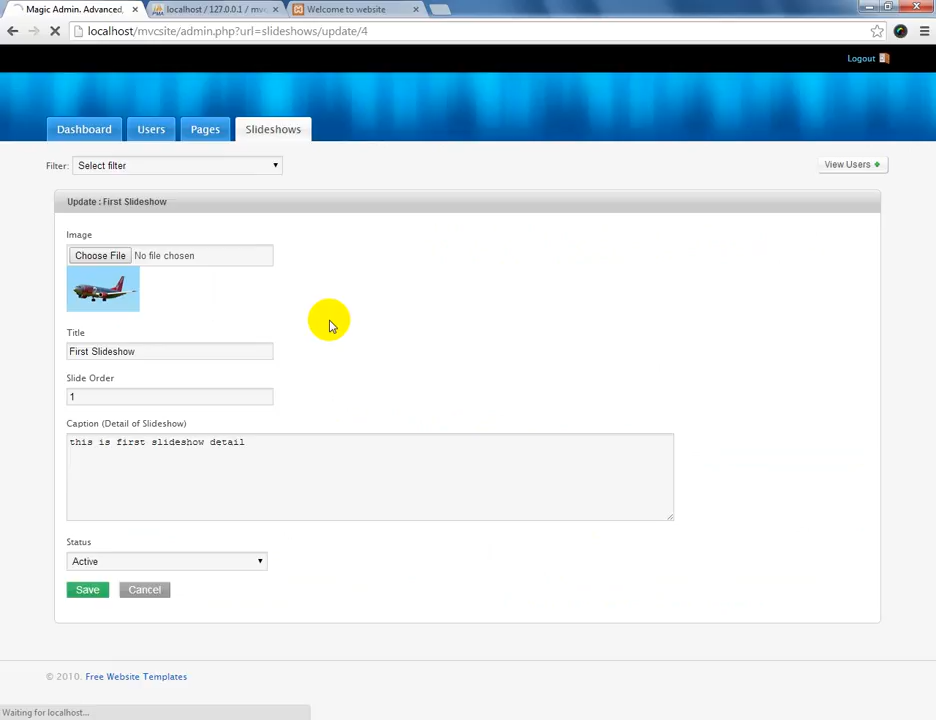 Magic Admin. Advanced,
localhost / 127.0.0.1 / mv
Welcome to website
localhost/mvcsite/admin.php?url=slideshows/update/4
Logout
Dashboard
Users
Pages
Slideshows
Filter:
Select filter
View Users
Update : First Slideshow
Image
Choose File
No file chosen
Title
First Slideshow
Slide Order
1
Caption (Detail of Slideshow)
this is first slideshow detail
Status
Active
Save
Cancel
© 2010. Free Website Templates
Waiting for localhost...